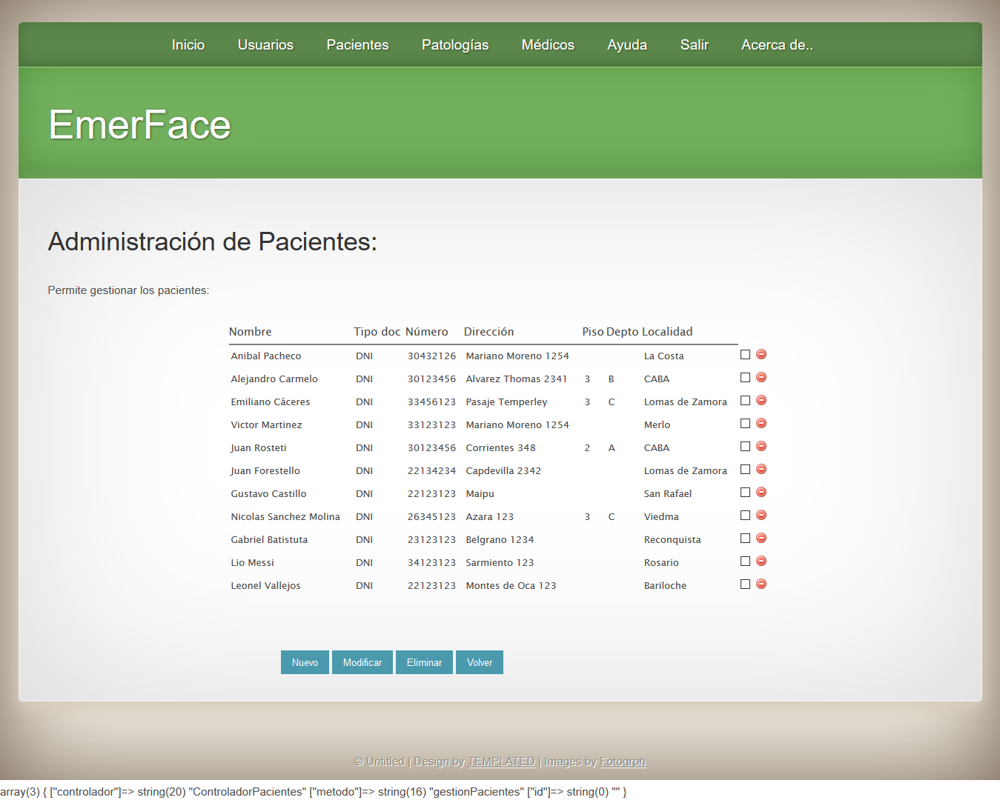 Inicio Usuarios Pacientes Patologías Médicos Ayuda Salir Acerca de..
EmerFace
Administración de Pacientes:
Permite gestionar los pacientes:
Nombre Tipo doc Número Dirección Piso Depto Localidad
Anibal Pacheco DNI 30432126 Mariano Moreno 1254 La Costa
Alejandro Carmelo DNI 30123456 Alvarez Thomas 2341 3 B CABA
Emiliano Cáceres DNI 33456123 Pasaje Temperley 3 C Lomas de Zamora
Victor Martinez DNI 33123123 Mariano Moreno 1254 Merlo
Juan Rosteti DNI 30123456 Corrientes 348 2 A CABA
Juan Forestello DNI 22134234 Capdevilla 2342 Lomas de Zamora
Gustavo Castillo DNI 22123123 Maipu San Rafael
Nicolas Sanchez Molina DNI 26345123 Azara 123 3 C Viedma
Gabriel Batistuta DNI 23123123 Belgrano 1234 Reconquista
Lio Messi DNI 34123123 Sarmiento 123 Rosario
Leonel Vallejos DNI 22123123 Montes de Oca 123 Bariloche
Nuevo Modificar Eliminar Volver
© Untitled | Design by TEMPLATED | Images by Fotogrph
array(3) { ["controlador"]=> string(20) "ControladorPacientes" ["metodo"]=> string(16) "gestionPacientes" ["id"]=> string(0) "" }